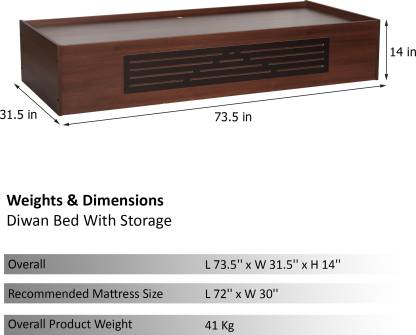 14 in
31.5 in
73.5 in
Weights & Dimensions
Diwan Bed With Storage
Overall L 73.5'' x W 31.5'' x H 14''
Recommended Mattress Size L 72'' x W 30''
Overall Product Weight 41 Kg